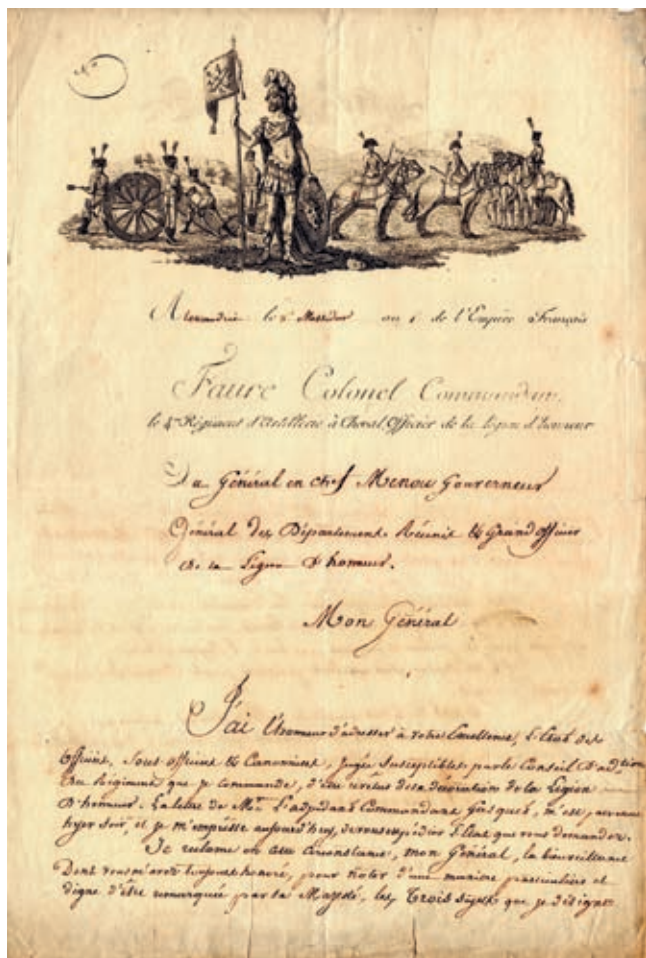 Alexandrie le 2 Messidor an 1 de l'Empire Français
Faure Colonel Commandant
le 4me Régiment d'Artillerie à Cheval Officier de la légion d'honneur
Au Général en chef Menou Gouverneur
Général des Départements Réunis & Grand officier
de la Légion d'honneur.
Mon Général
J'ai l'honneur d'adresser à votre Excellence, l'état des
officiers, Sous-officiers & Canonniers, jugés susceptibles par le Conseil d'adtion
du Régiment que je commande, d'être revêtus de la décoration de la Légion
d'honneur. La lettre de Mr l'adjudant Commandant m'est parvenue
hyer soir, et je m'empresse aujourd'huy, de vous expédier l'état que vous demandez.
Je réclame en cette circonstance, mon Général, la bienveillance
Dont vous m'avez toujours honoré, pour noter d'une manière particulière et
digne d'être remarquée par sa Majesté, les trois sujets que je désigne